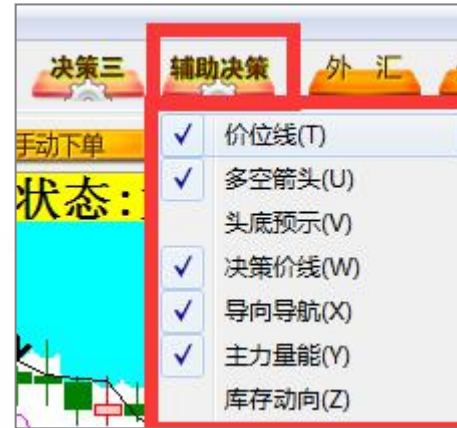 决策三 辅助决策 外 汇
手动下单
状态:
价位线(T)
多空箭头(U)
头底预示(V)
决策价线(W)
导向导航(X)
主力量能(Y)
库存动向(Z)